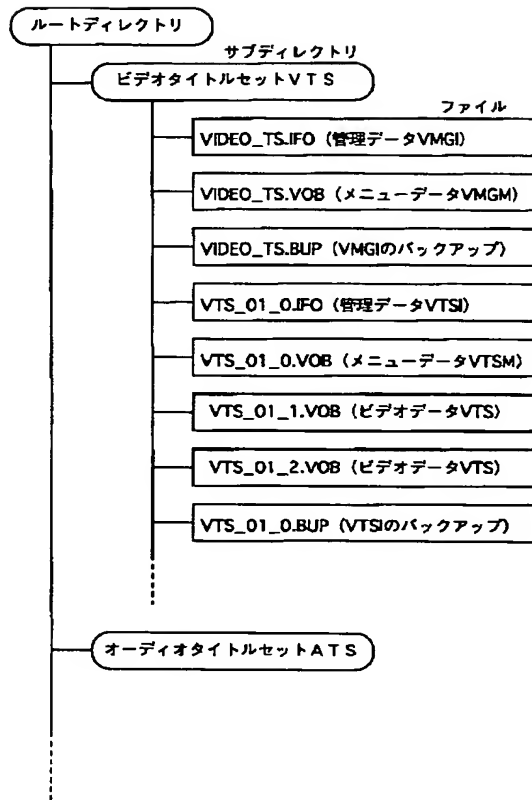 ルートディレクトリ
サブディレクトリ
ビデオタイトルセットVTS
ファイル
VIDEO_TS.IFO (管理データVMGI)
VIDEO_TS.VOB (メニューデータVMGM)
VIDEO_TS.BUP (VMGIのバックアップ)
VTS_01_0.IFO (管理データVTSI)
VTS_01_0.VOB (メニューデータVTSM)
VTS_01_1.VOB (ビデオデータVTS)
VTS_01_2.VOB (ビデオデータVTS)
VTS_01_0.BUP (VTSIのバックアップ)
オーディオタイトルセットATS